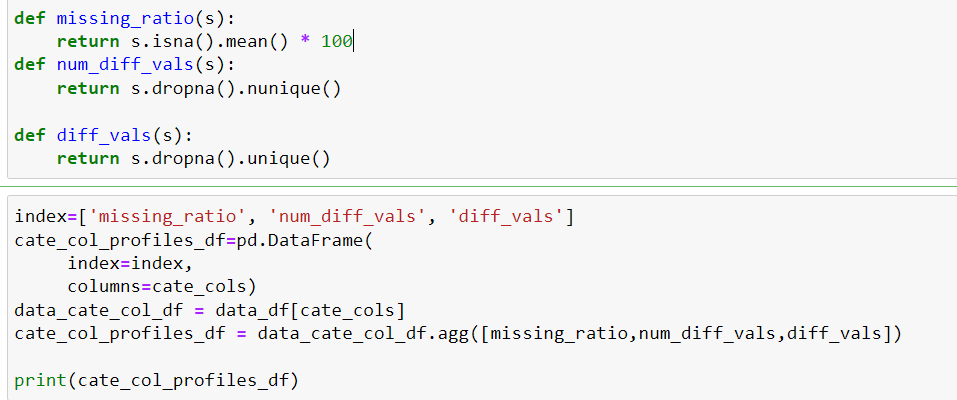 def missing_ratio(s):
    return s.isna().mean() * 100
def num_diff_vals(s):
    return s.dropna().nunique()

def diff_vals(s):
    return s.dropna().unique()
index=['missing_ratio', 'num_diff_vals', 'diff_vals']
cate_col_profiles_df=pd.DataFrame(
     index=index,
     columns=cate_cols)
data_cate_col_df = data_df[cate_cols]
cate_col_profiles_df = data_cate_col_df.agg([missing_ratio,num_diff_vals,diff_vals])

print(cate_col_profiles_df)